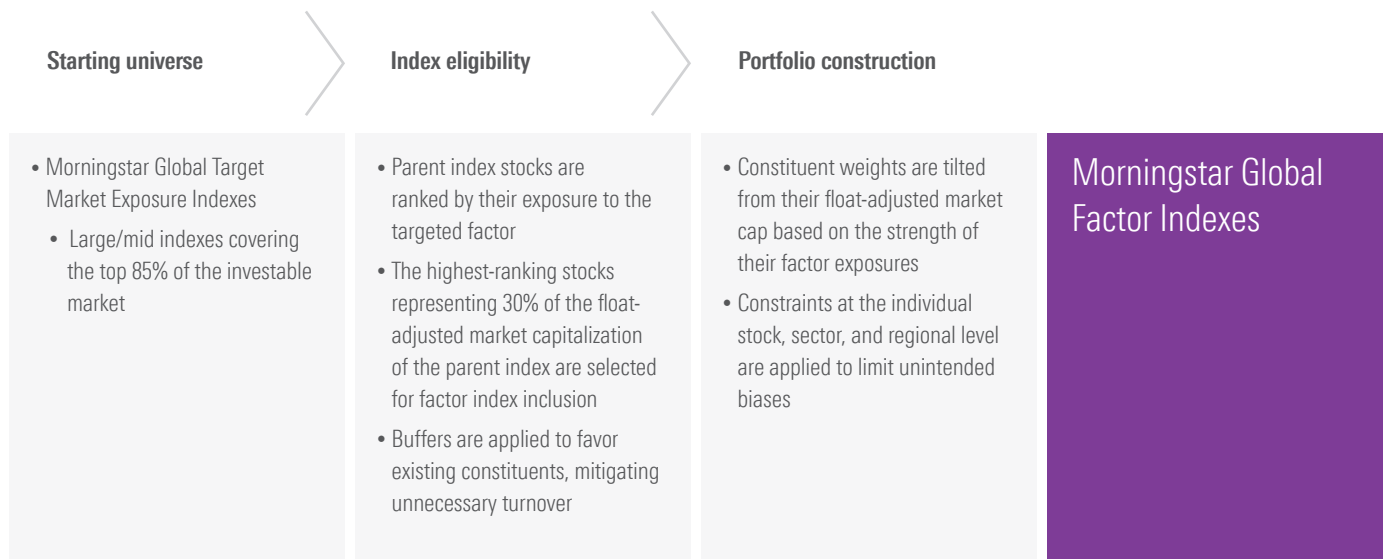 Starting universe
Index eligibility
Portfolio construction
• Morningstar Global Target
Market Exposure Indexes
• Large/mid indexes covering
the top 85% of the investable
market
• Parent index stocks are
ranked by their exposure to the
targeted factor
• The highest-ranking stocks
representing 30% of the float-
adjusted market capitalization
of the parent index are selected
for factor index inclusion
• Buffers are applied to favor
existing constituents, mitigating
unnecessary turnover
• Constituent weights are tilted
from their float-adjusted market
cap based on the strength of
their factor exposures
• Constraints at the individual
stock, sector, and regional level
are applied to limit unintended
biases
Morningstar Global
Factor Indexes